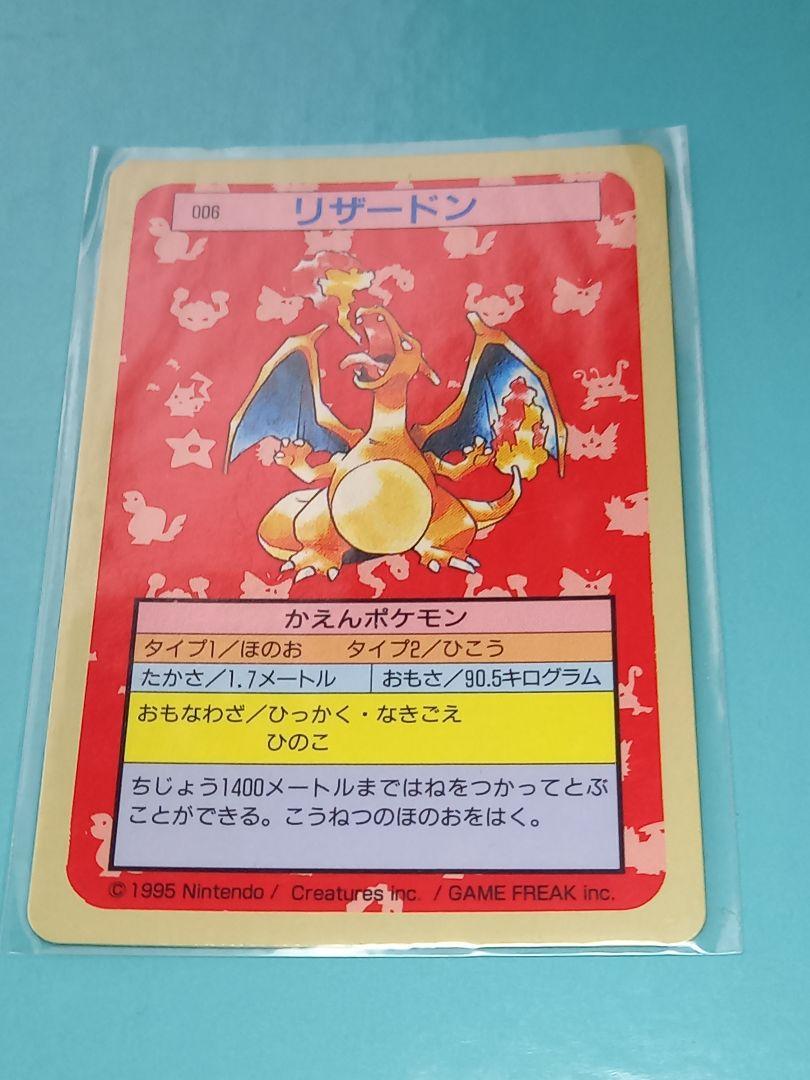 006 リザードン
かえんポケモン
タイプ1/ほのお タイプ2/ひこう
たかさ/1.7メートル おもさ/90.5キログラム
おもなわざ/ひっかく・なきごえ
ひのこ
ちじょう1400メートルまではねをつかってとぶ
ことができる。こうねつのほのおをはく。
© 1995 Nintendo / Creatures inc. / GAME FREAK inc.